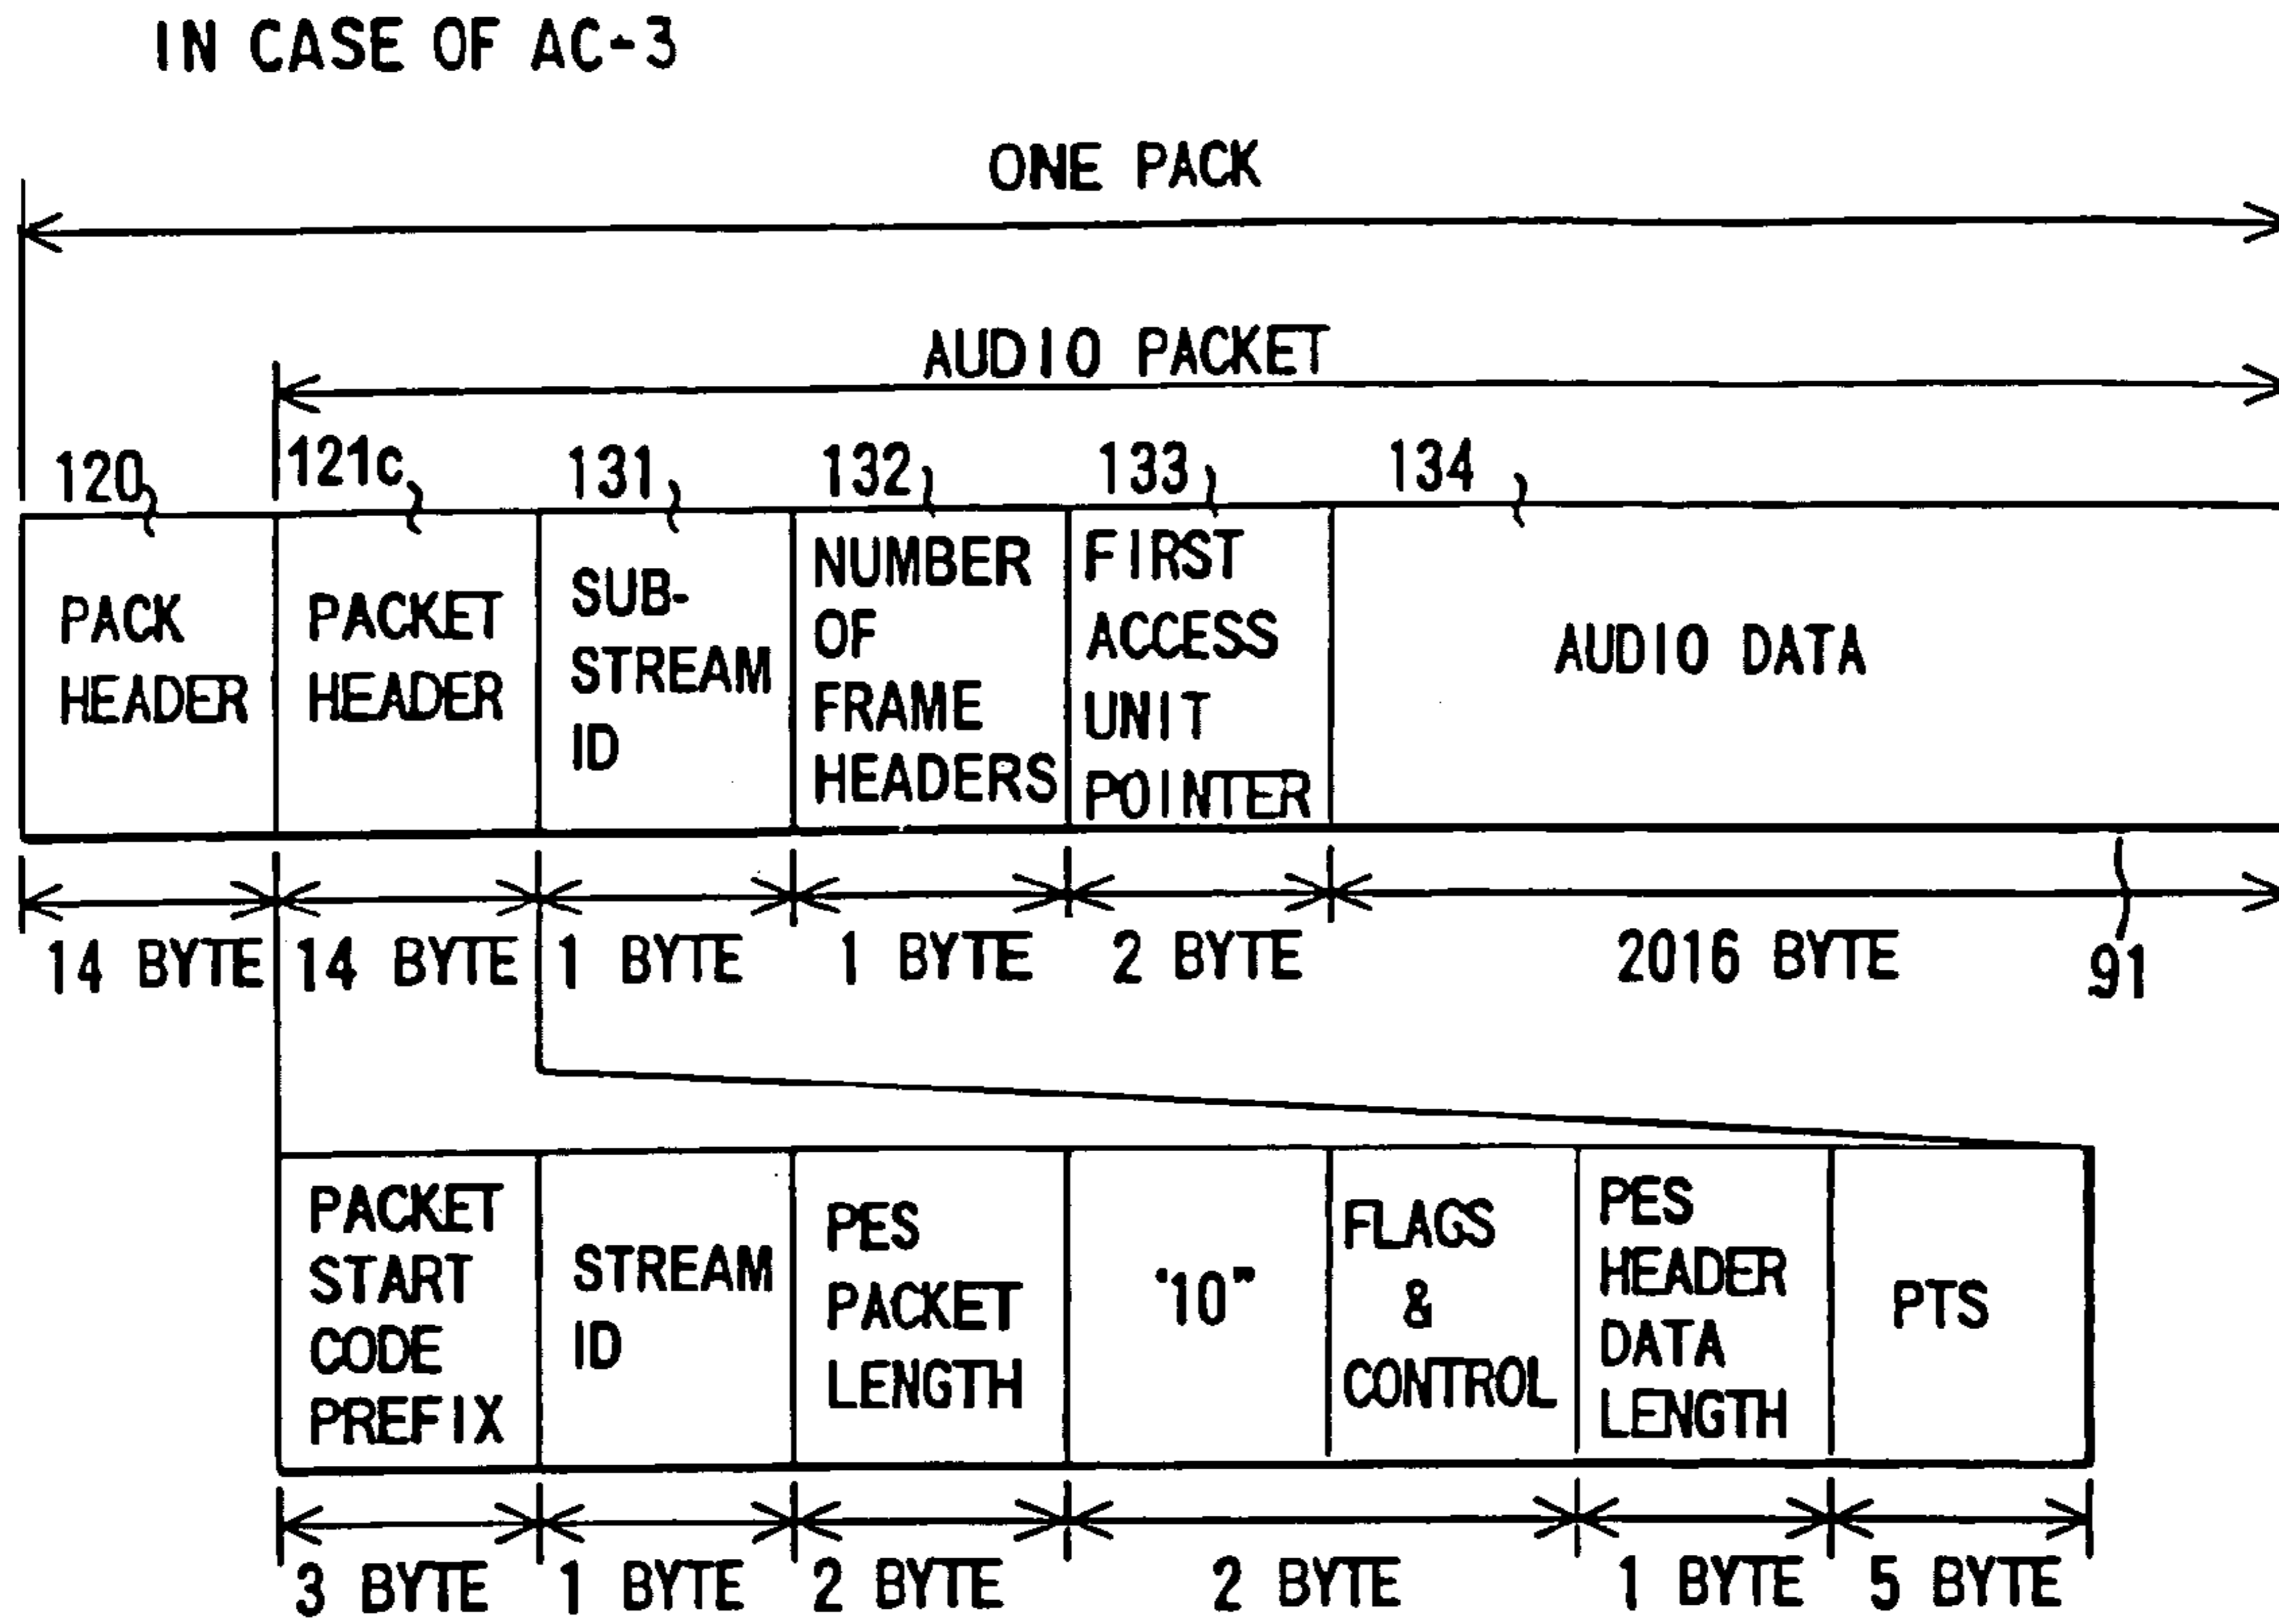 IN CASE OF AC-3
ONE PACK
AUDIO PACKET
120 121c 131 132 133 134
PACK
HEADER
PACKET
HEADER
SUB-
STREAM
ID
NUMBER
OF
FRAME
HEADERS
FIRST
ACCESS
UNIT
POINTER
AUDIO DATA
14 BYTE 14 BYTE 1 BYTE 1 BYTE 2 BYTE 2016 BYTE 91
PACKET
START
CODE
PREFIX
STREAM
ID
PES
PACKET
LENGTH
"10"
FLAGS
&
CONTROL
PES
HEADER
DATA
LENGTH
PTS
3 BYTE 1 BYTE 2 BYTE 2 BYTE 1 BYTE 5 BYTE